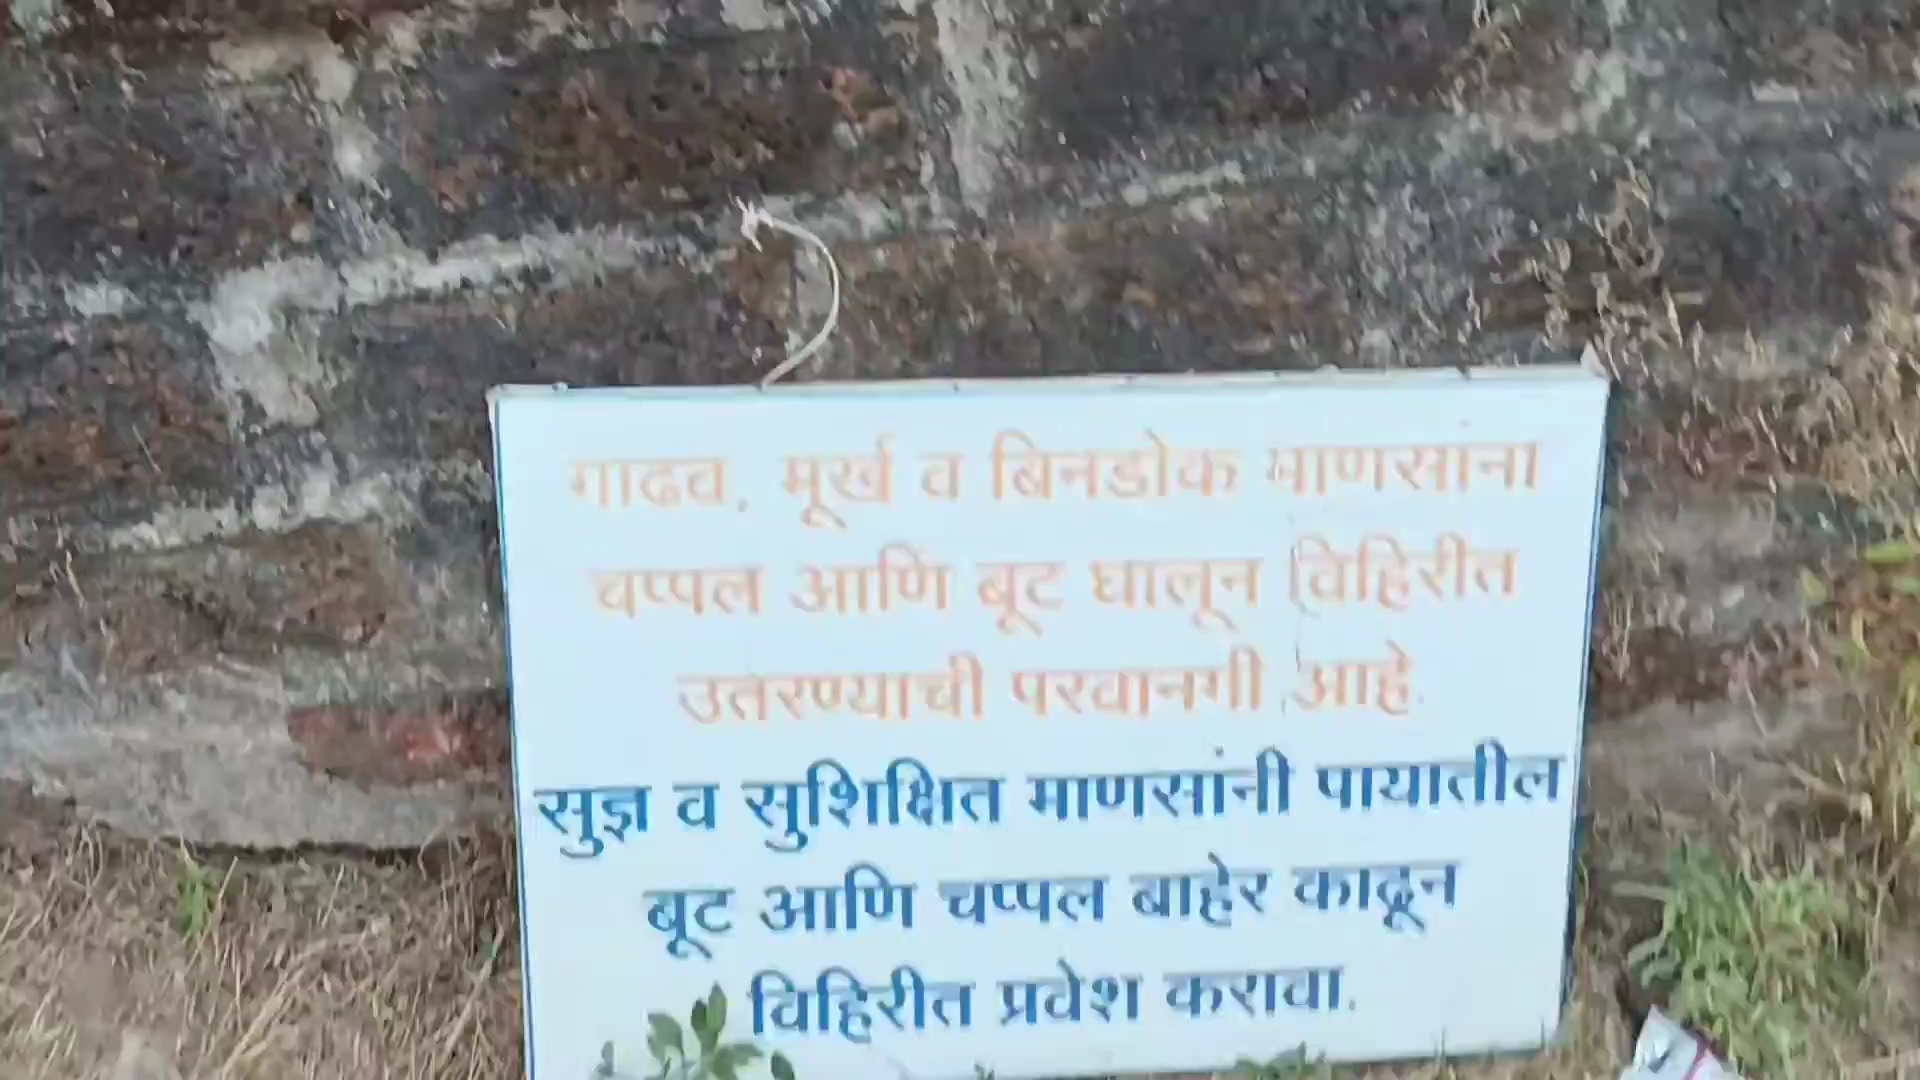 गाढव, मूर्ख व बिनडोक माणसांना
चप्पल आणि बूट घालून विहिरीत
उतरण्याची परवानगी आहे.
सुज्ञ व सुशिक्षित माणसांनी पायातील
बूट आणि चप्पल बाहेर काढून
विहिरीत प्रवेश करावा.